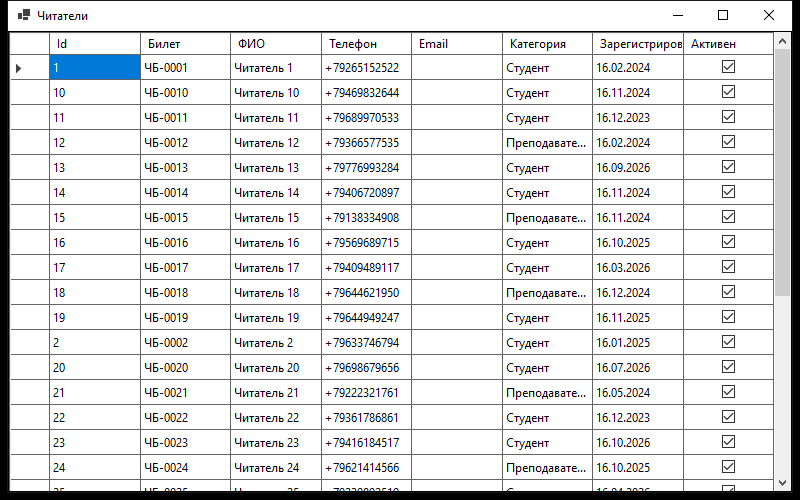 Читатели
Id Билет ФИО Телефон Email Категория Зарегистриров Активен
1 ЧБ-0001 Читатель 1 +79265152522 Студент 16.02.2024
10 ЧБ-0010 Читатель 10 +79469832644 Студент 16.11.2024
11 ЧБ-0011 Читатель 11 +79689970533 Студент 16.12.2023
12 ЧБ-0012 Читатель 12 +79366577535 Преподавате... 16.02.2024
13 ЧБ-0013 Читатель 13 +79776993284 Студент 16.09.2026
14 ЧБ-0014 Читатель 14 +79406720897 Студент 16.11.2024
15 ЧБ-0015 Читатель 15 +79138334908 Преподавате... 16.11.2024
16 ЧБ-0016 Читатель 16 +79569689715 Студент 16.10.2025
17 ЧБ-0017 Читатель 17 +79409489117 Студент 16.03.2026
18 ЧБ-0018 Читатель 18 +79644621950 Преподавате... 16.12.2024
19 ЧБ-0019 Читатель 19 +79644949247 Студент 16.11.2025
2 ЧБ-0002 Читатель 2 +79633746794 Студент 16.01.2025
20 ЧБ-0020 Читатель 20 +79698679656 Студент 16.07.2026
21 ЧБ-0021 Читатель 21 +79222321761 Преподавате... 16.05.2024
22 ЧБ-0022 Читатель 22 +79361786861 Студент 16.12.2023
23 ЧБ-0023 Читатель 23 +79416184517 Студент 16.10.2026
24 ЧБ-0024 Читатель 24 +79621414566 Преподавате... 16.10.2025